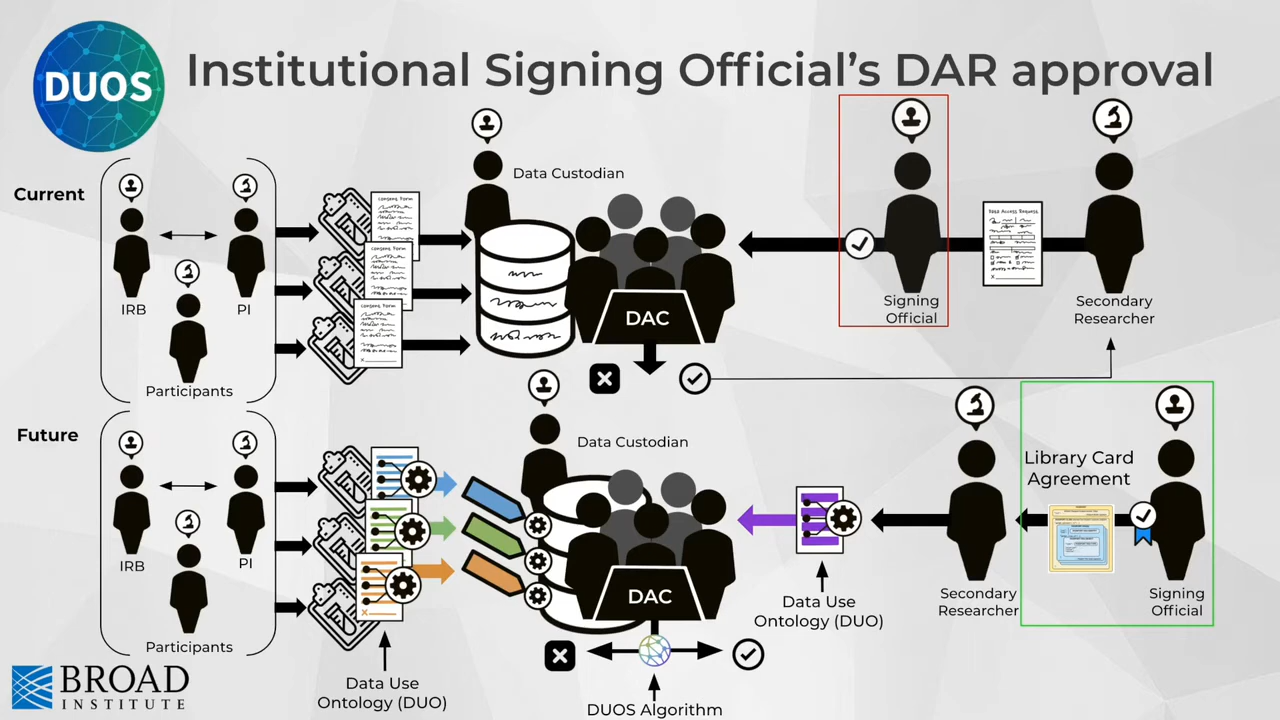 DUOS
Institutional Signing Official's DAR approval
Current
Data Custodian
Consent Form
Consent Form
Consent Form
Data Access Request
IRB
PI
Participants
DAC
Signing
Official
Secondary
Researcher
Future
Data Custodian
Library Card
Agreement
IRB
PI
Participants
DAC
Data Use
Ontology (DUO)
Secondary
Researcher
Signing
Official
Data Use
Ontology (DUO)
DUOS Algorithm
BROAD
INSTITUTE